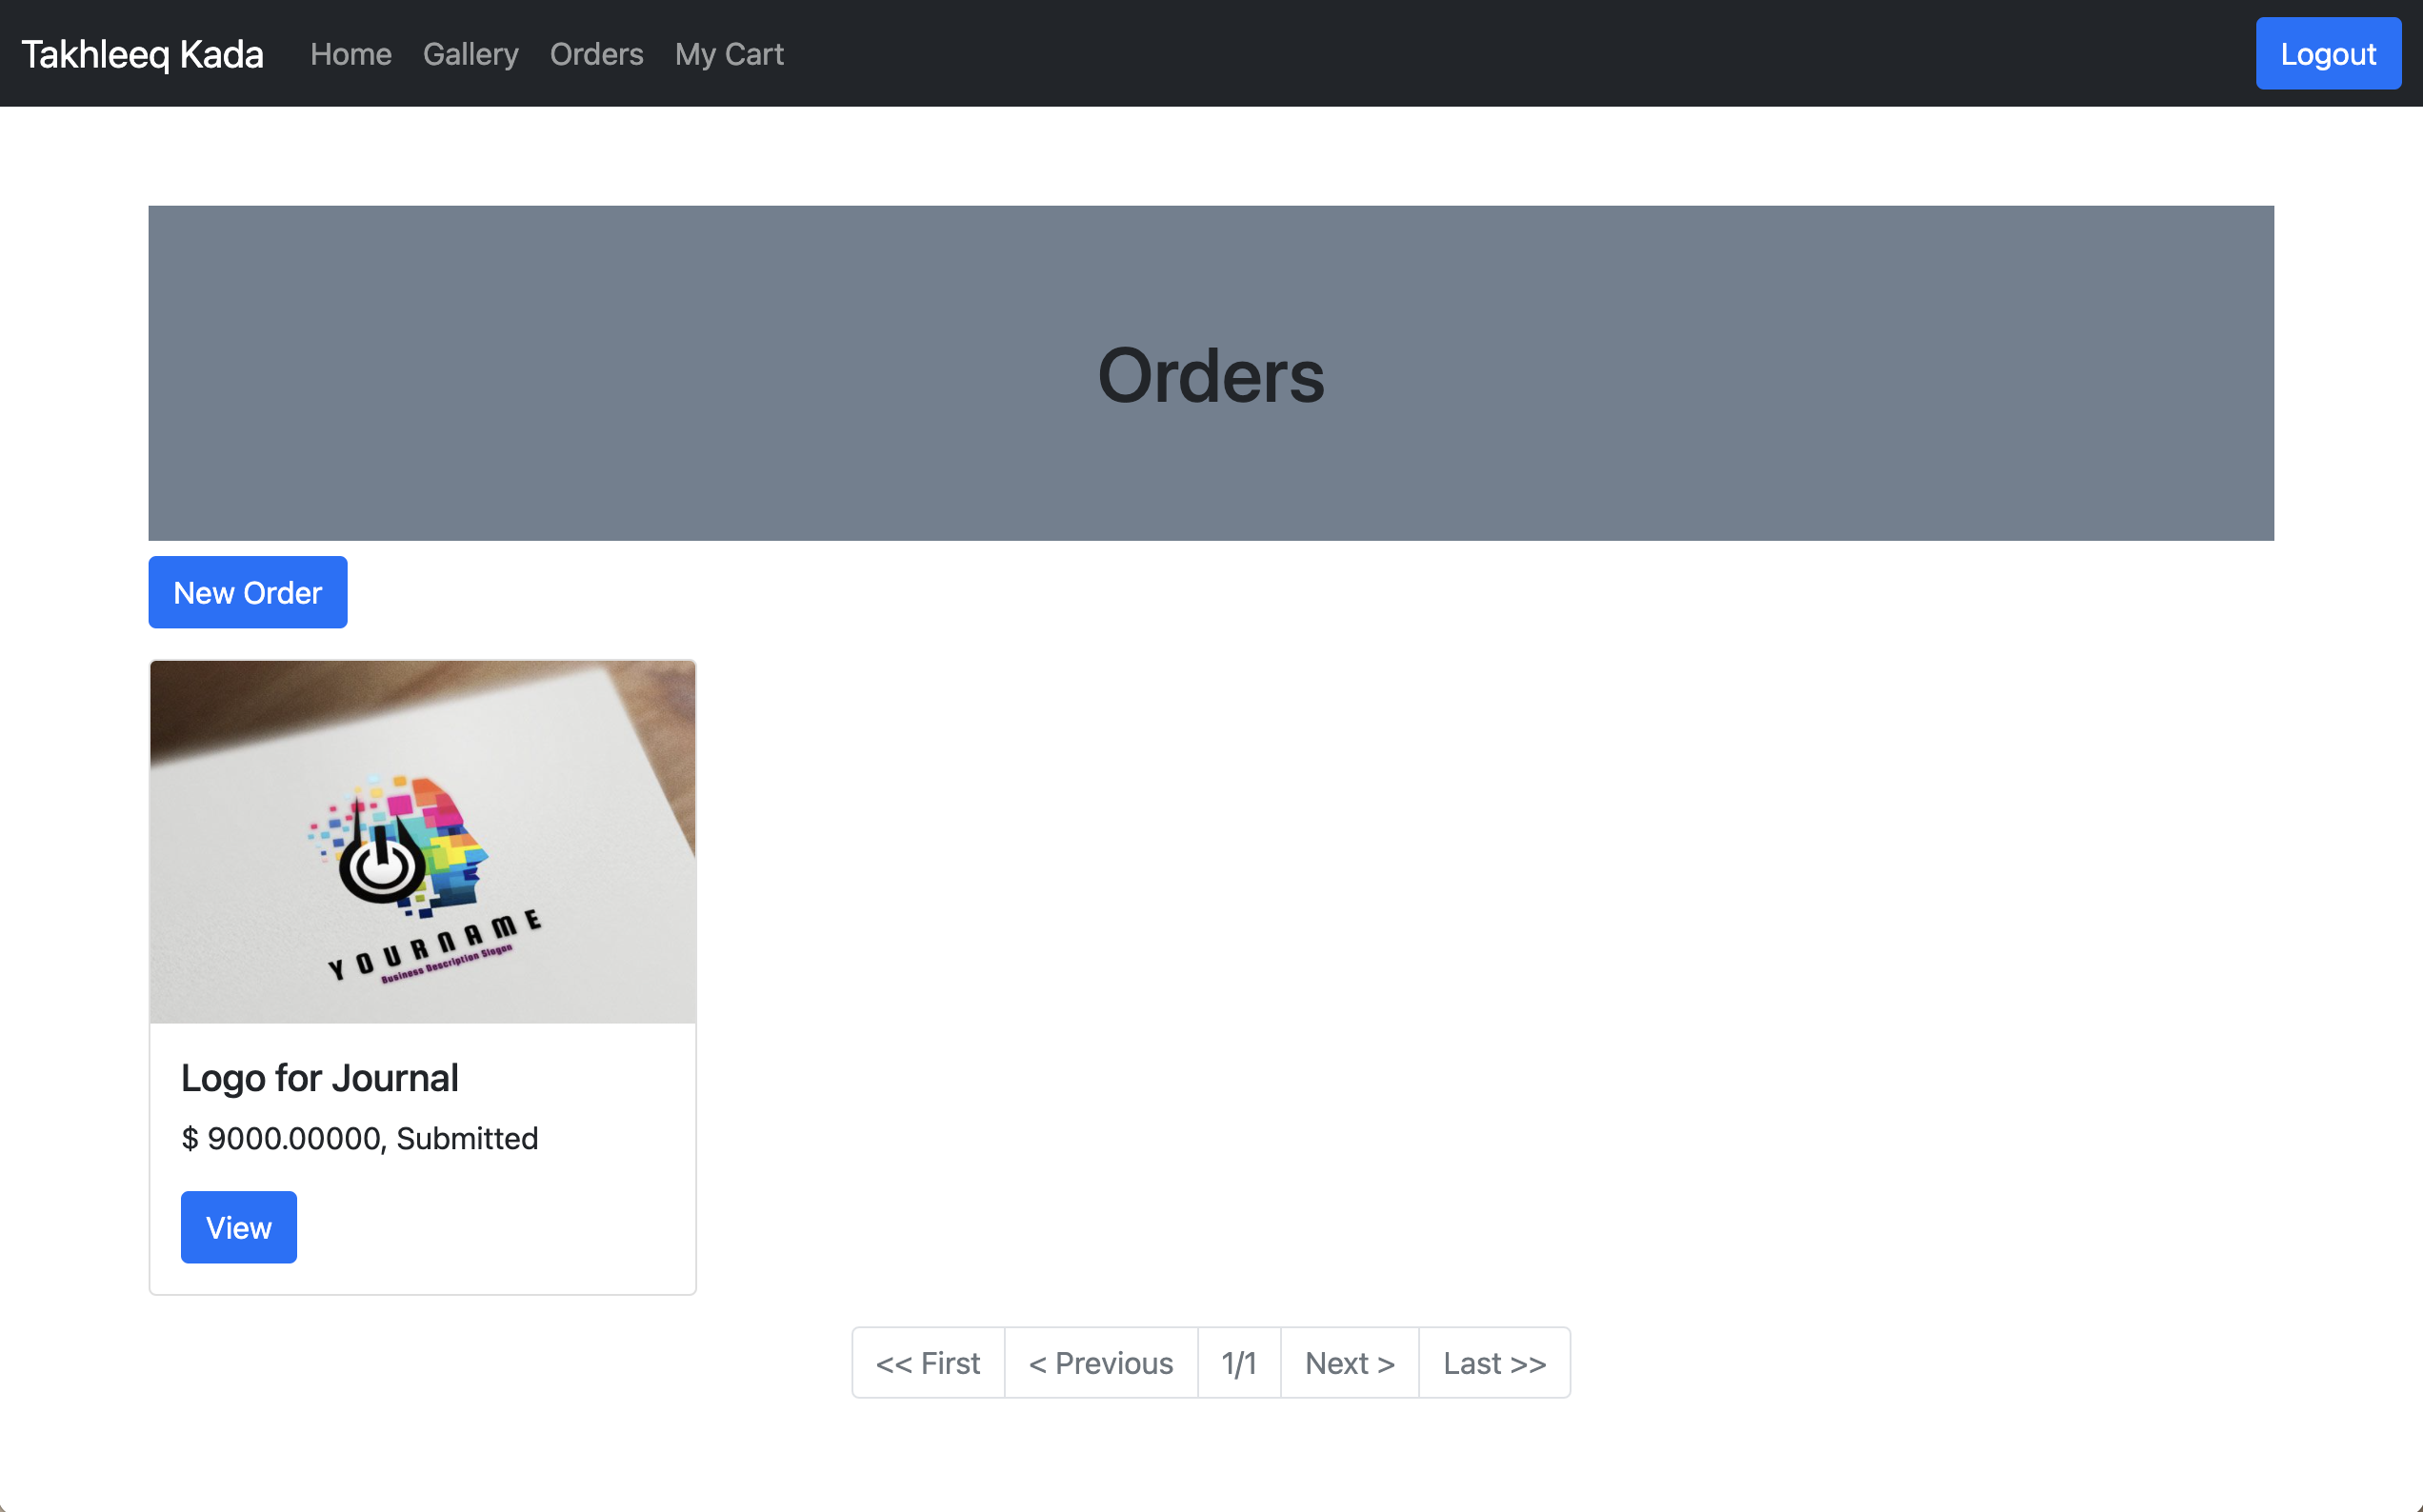 Takhleeq Kada Home Gallery Orders My Cart Logout
Orders
New Order
YOURNAME
Business Description Slogan
Logo for Journal
$ 9000.00000, Submitted
View
<< First < Previous 1/1 Next > Last >>